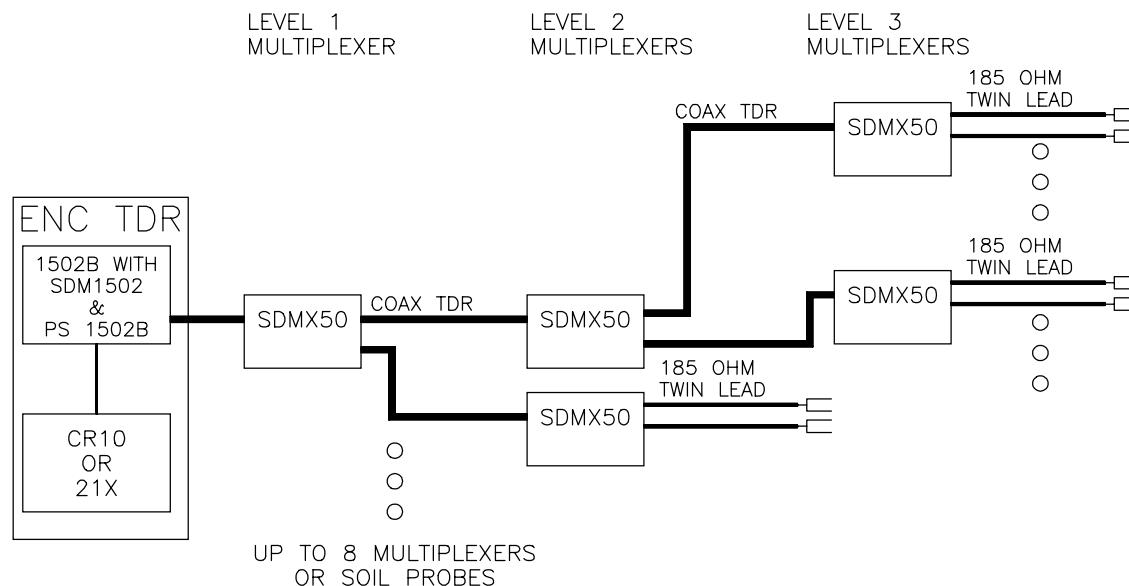 LEVEL 1
MULTIPLEXER
LEVEL 2
MULTIPLEXERS
LEVEL 3
MULTIPLEXERS
185 OHM
TWIN LEAD
COAX TDR
SDMX50
ENC TDR
1502B WITH
SDM1502
&
PS 1502B
185 OHM
TWIN LEAD
SDMX50
COAX TDR
SDMX50
SDMX50
185 OHM
TWIN LEAD
SDMX50
CR10
OR
21X
UP TO 8 MULTIPLEXERS
OR SOIL PROBES